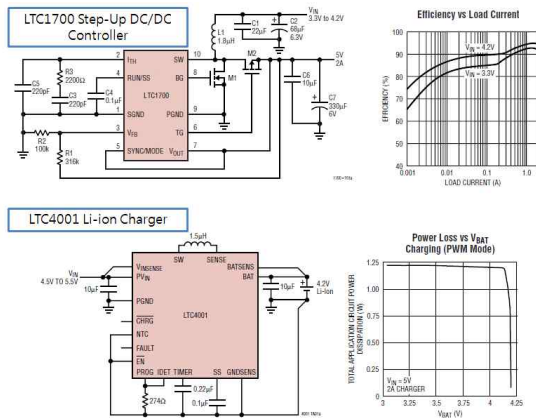 LTC1700 Step-Up DC/DC
Controller
VIN
3.3V to 4.2V
L1
1.8µH
C1
22µF
C2
68µF
6.3V
C5
220pF
R3
2200Ω
C3
220pF
C4
0.1µF
2
ITH
4
RUN/SS
1
SGND
3
VFB
5
SYNC/MODE
LTC1700
SW
10
BG
8
PGND
9
TG
6
VOUT
7
M1
M2
5V
2A
C6
10µF
C7
330µF
6V
R2
100k
R1
316k
Efficiency vs Load Current
EFFICIENCY (%)
100
90
80
70
60
50
40
VIN = 4.2V
VIN = 3.3V
0.001
0.01
0.1
1.0
LOAD CURRENT (A)
LTC4001 Li-ion Charger
1.5µH
VIN
4.5V TO 5.5V
10µF
VINSENSE
PVIN
PGND
CHRG
NTC
FAULT
EN
SW
SENSE
BATSENS
BAT
LTC4001
PROG
IDET
TIMER
SS
GNDSENS
10µF
4.2V
Li-Ion
274Ω
0.22µF
0.1µF
Power Loss vs VBAT
Charging (PWM Mode)
TOTAL APPLICATION CIRCUIT POWER
DISSIPATION (W)
1.25
1.00
0.75
0.50
0.25
0
VIN = 5V
2A CHARGER
3
3.25
3.5
3.75
4
4.25
VBAT (V)